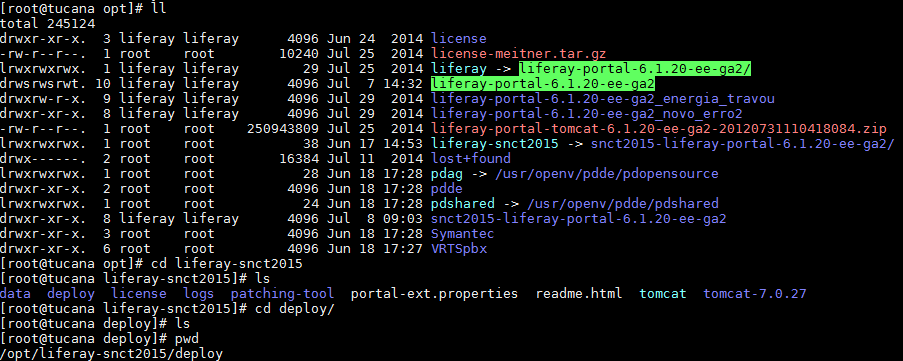 [root@tucana opt]# ll
total 245124
drwxr-xr-x.  3 liferay liferay      4096 Jun 24  2014 license
-rw-r--r--.  1 root    root        10240 Jul 25  2014 license-meitner.tar.gz
lrwxrwxrwx.  1 root    root           29 Jul 25  2014 liferay -> liferay-portal-6.1.20-ee-ga2/
drwsrwsrwt. 10 liferay liferay      4096 Jul  7 14:32 liferay-portal-6.1.20-ee-ga2
drwxrw-r-x.  9 liferay liferay      4096 Jul 29  2014 liferay-portal-6.1.20-ee-ga2_energia_travou
drwxr-xr-x.  8 liferay liferay      4096 Jul 29  2014 liferay-portal-6.1.20-ee-ga2_novo_erro2
-rw-r--r--.  1 root    root    250943809 Jul 25  2014 liferay-portal-tomcat-6.1.20-ee-ga2-20120731110418084.zip
lrwxrwxrwx.  1 root    root           38 Jun 17 14:53 liferay-snct2015 -> snct2015-liferay-portal-6.1.20-ee-ga2/
drwx------.  2 root    root        16384 Jul 11  2014 lost+found
lrwxrwxrwx.  1 root    root           28 Jun 18 17:28 pdag -> /usr/openv/pdde/pdopensource
drwxr-xr-x.  2 root    root         4096 Jun 18 17:28 pdde
lrwxrwxrwx.  1 root    root           24 Jun 18 17:28 pdshared -> /usr/openv/pdde/pdshared
drwxr-xr-x.  8 liferay liferay      4096 Jul  8 09:03 snct2015-liferay-portal-6.1.20-ee-ga2
drwxr-xr-x.  3 root    root         4096 Jun 18 17:28 Symantec
drwxr-xr-x.  6 root    root         4096 Jun 18 17:27 VRTSpbx
[root@tucana opt]# cd liferay-snct2015
[root@tucana liferay-snct2015]# ls
data  deploy  license  logs  patching-tool  portal-ext.properties  readme.html  tomcat  tomcat-7.0.27
[root@tucana liferay-snct2015]# cd deploy/
[root@tucana deploy]# ls
[root@tucana deploy]# pwd
/opt/liferay-snct2015/deploy